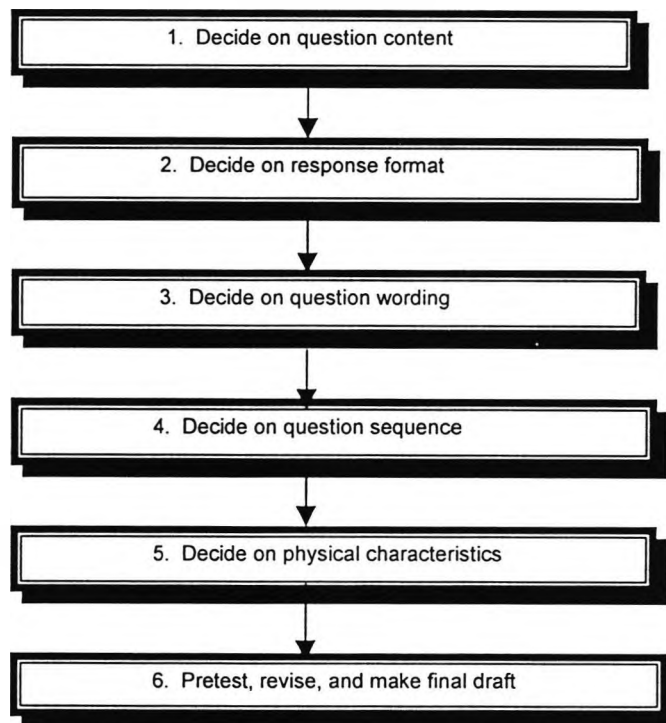 1. Decide on question content
2. Decide on response format
3. Decide on question wording
4. Decide on question sequence
5. Decide on physical characteristics
6. Pretest, revise, and make final draft